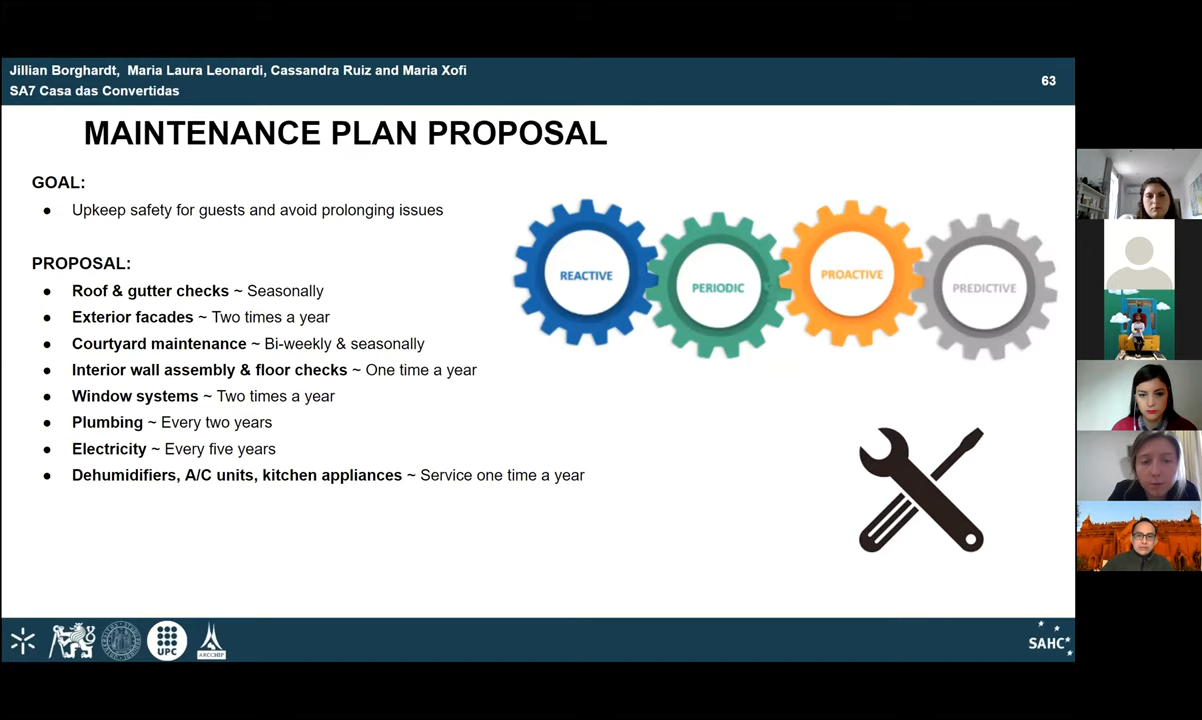 Jillian Borghardt,  Maria Laura Leonardi, Cassandra Ruiz and Maria Xofi
SA7 Casa das Convertidas
63
MAINTENANCE PLAN PROPOSAL
GOAL:
● Upkeep safety for guests and avoid prolonging issues
PROPOSAL:
● Roof & gutter checks ~ Seasonally
● Exterior facades ~ Two times a year
● Courtyard maintenance ~ Bi-weekly & seasonally
● Interior wall assembly & floor checks ~ One time a year
● Window systems ~ Two times a year
● Plumbing ~ Every two years
● Electricity ~ Every five years
● Dehumidifiers, A/C units, kitchen appliances ~ Service one time a year
REACTIVE
PERIODIC
PROACTIVE
PREDICTIVE
UPC
ARCCHIP
SAHC